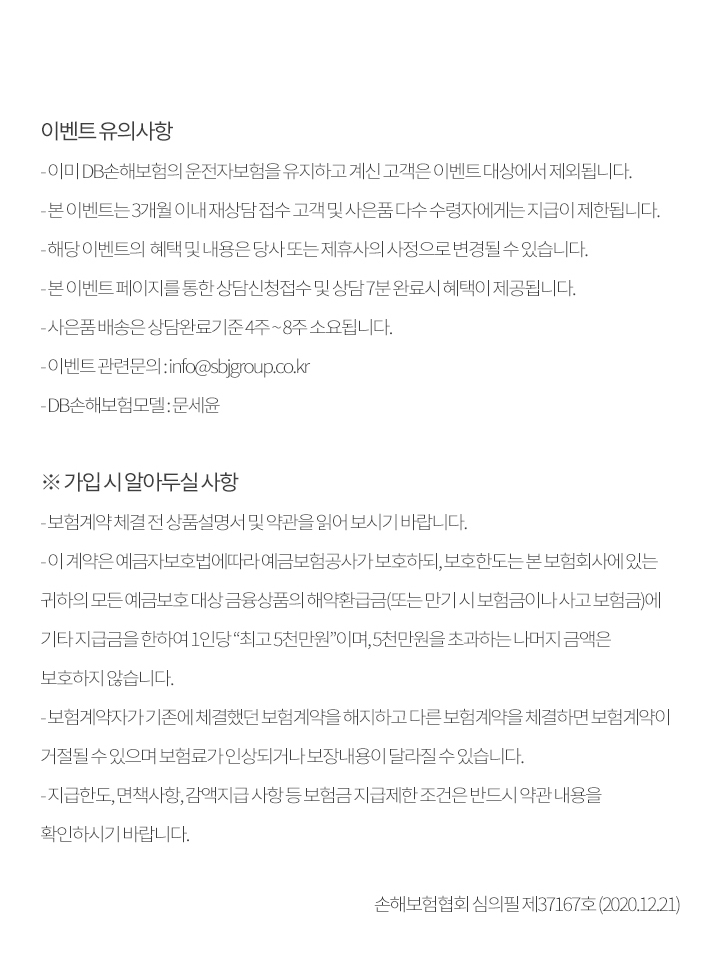 이벤트 유의사항
- 이미 DB손해보험의 운전자보험을 유지하고 계신 고객은 이벤트 대상에서 제외됩니다.
- 본 이벤트는 3개월 이내 재상담 접수 고객 및 사은품 다수 수령자에게는 지급이 제한됩니다.
- 해당 이벤트의 혜택 및 내용은 당사 또는 제휴사의 사정으로 변경될 수 있습니다.
- 본 이벤트 페이지를 통한 상담신청접수 및 상담 7분 완료시 혜택이 제공됩니다.
- 사은품 배송은 상담완료기준 4주 ~ 8주 소요됩니다.
- 이벤트 관련문의 : info@sbjgroup.co.kr
- DB손해보험모델 : 문세윤
※ 가입 시 알아두실 사항
- 보험계약 체결 전 상품설명서 및 약관을 읽어 보시기 바랍니다.
- 이 계약은 예금자보호법에따라 예금보험공사가 보호하되, 보호한도는 본 보험회사에 있는
귀하의 모든 예금보호 대상 금융상품의 해약환급금(또는 만기 시 보험금이나 사고 보험금)에
기타 지급금을 한하여 1인당 “최고 5천만원”이며, 5천만원을 초과하는 나머지 금액은
보호하지 않습니다.
- 보험계약자가 기존에 체결했던 보험계약을 해지하고 다른 보험계약을 체결하면 보험계약이
거절될 수 있으며 보험료가 인상되거나 보장내용이 달라질 수 있습니다.
- 지급한도, 면책사항, 감액지급 사항 등 보험금 지급제한 조건은 반드시 약관 내용을
확인하시기 바랍니다.
손해보험협회 심의필 제37167호 (2020.12.21)